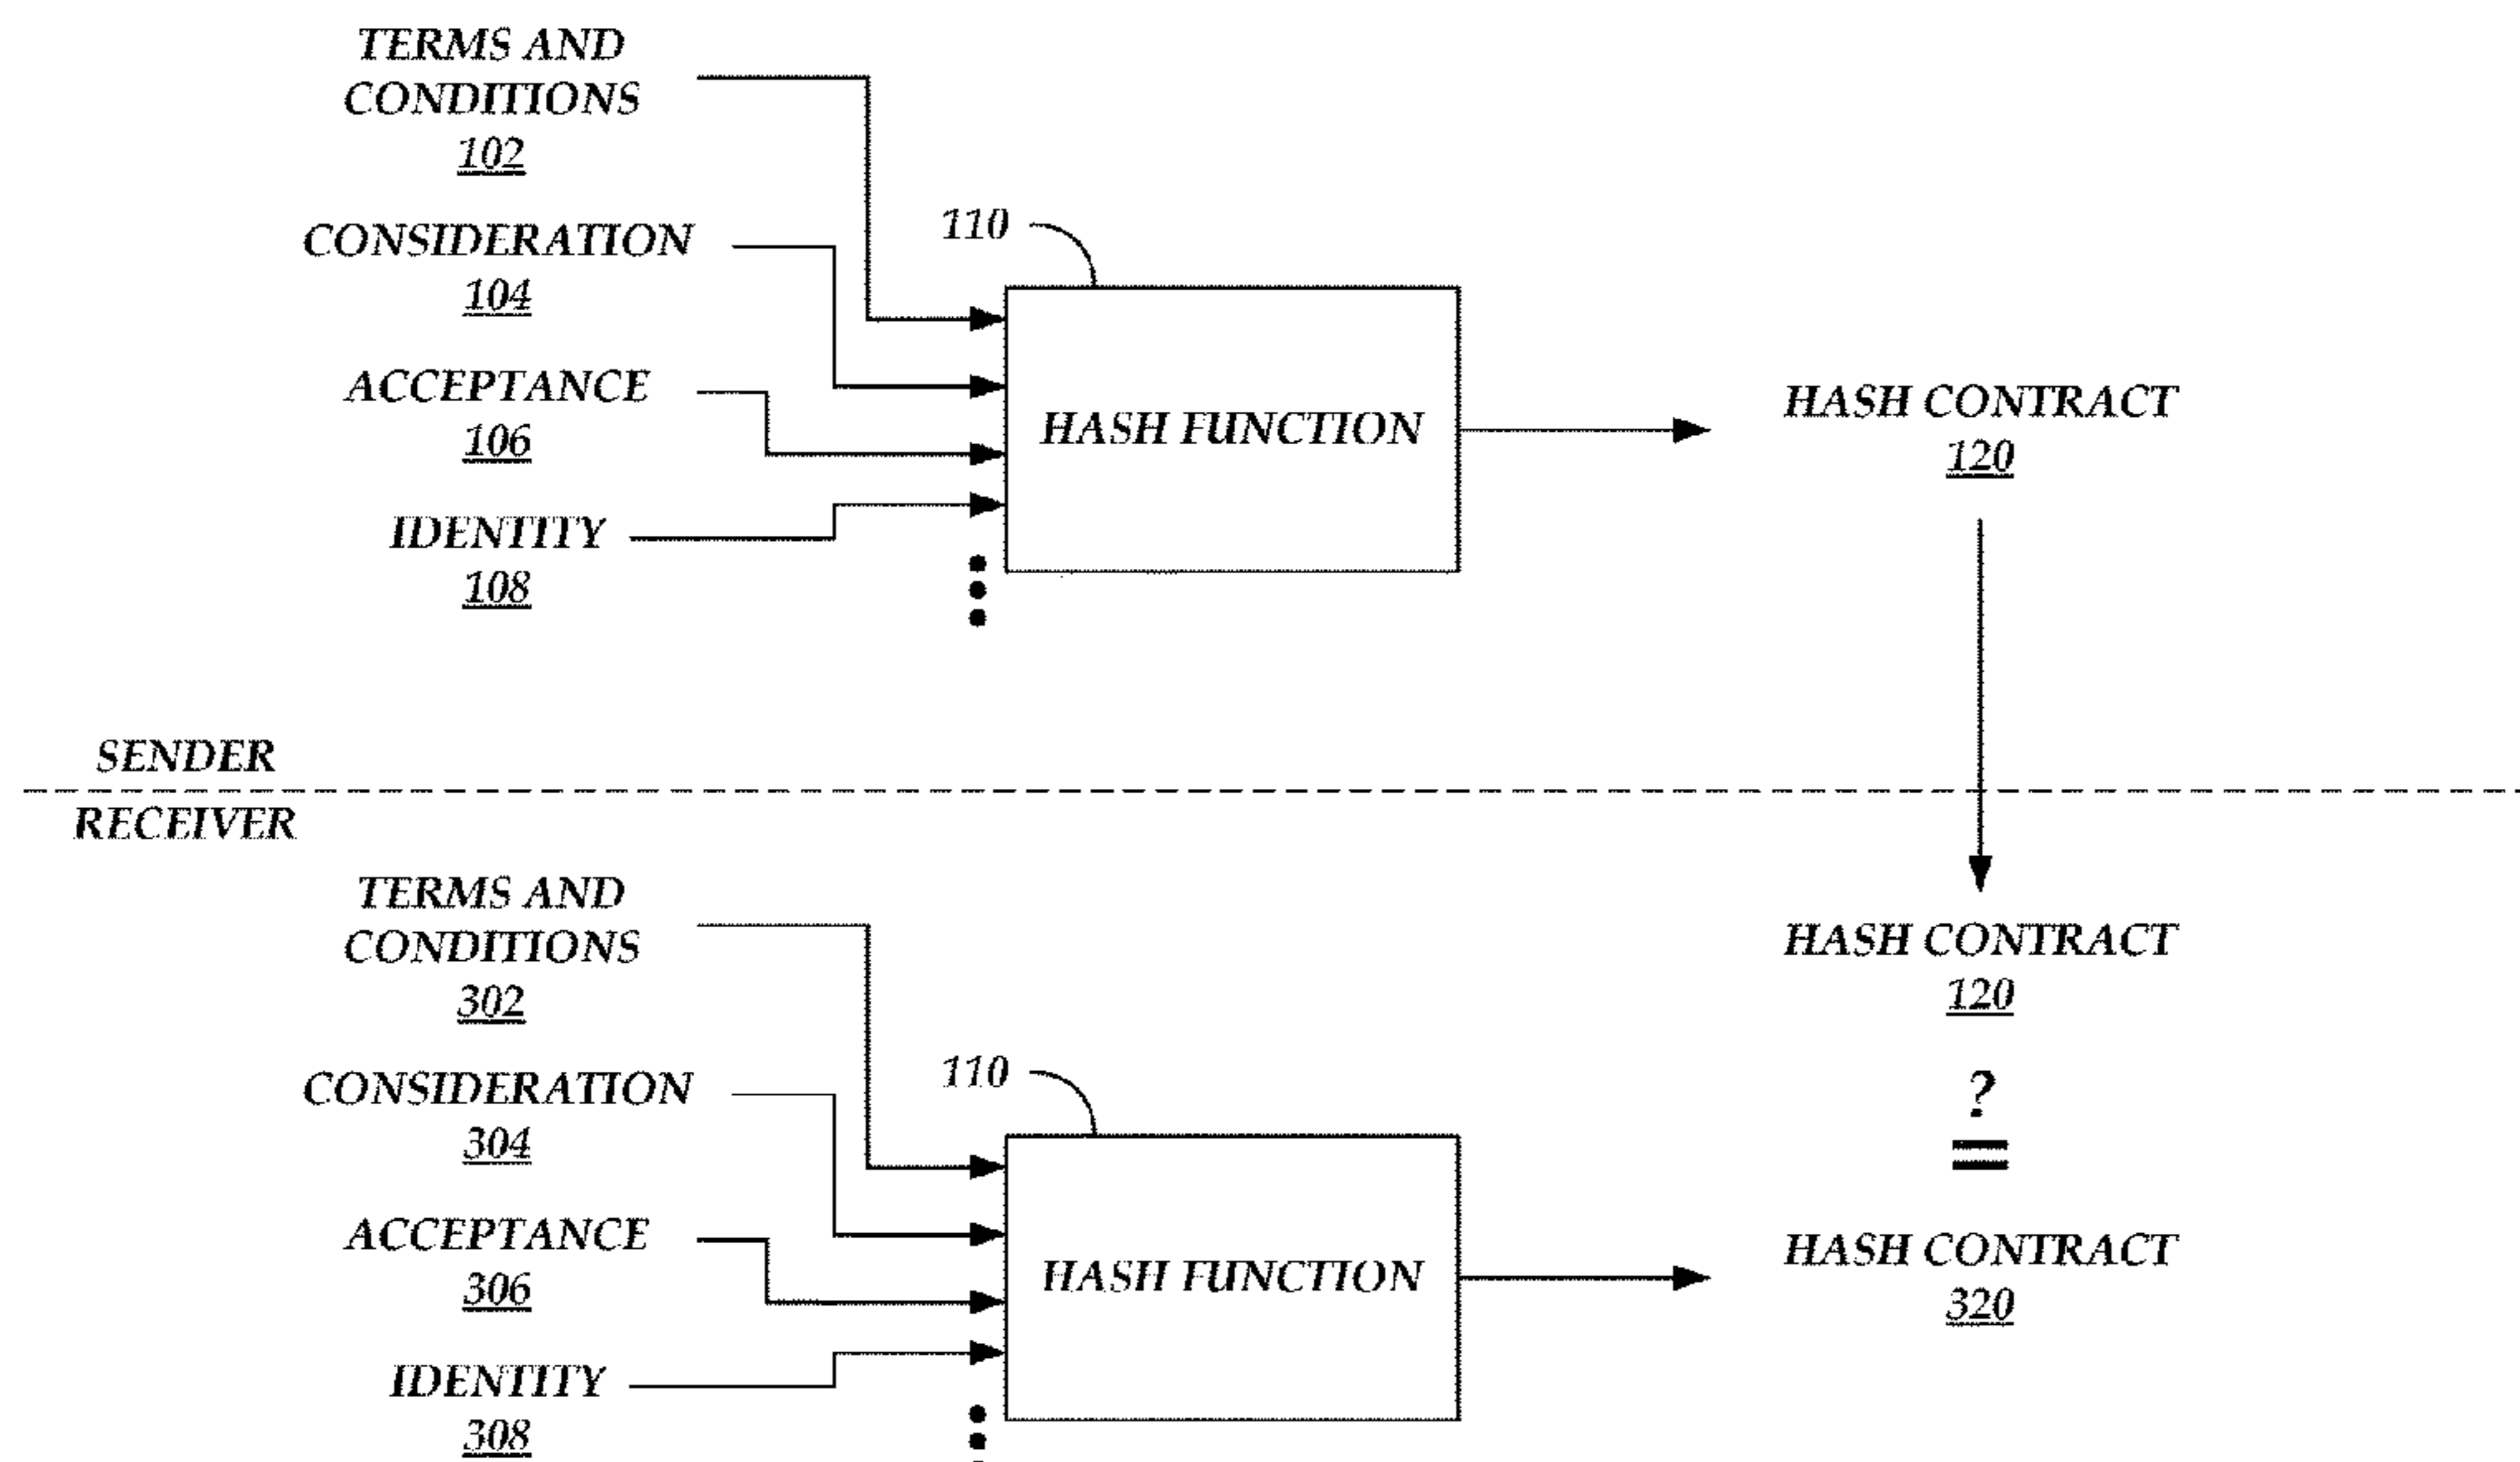 TERMS AND
CONDITIONS
102
CONSIDERATION
104
ACCEPTANCE
106
IDENTITY
108
110
HASH FUNCTION
HASH CONTRACT
120
SENDER
RECEIVER
TERMS AND
CONDITIONS
302
CONSIDERATION
304
ACCEPTANCE
306
IDENTITY
308
110
HASH FUNCTION
HASH CONTRACT
120
?
=
HASH CONTRACT
320